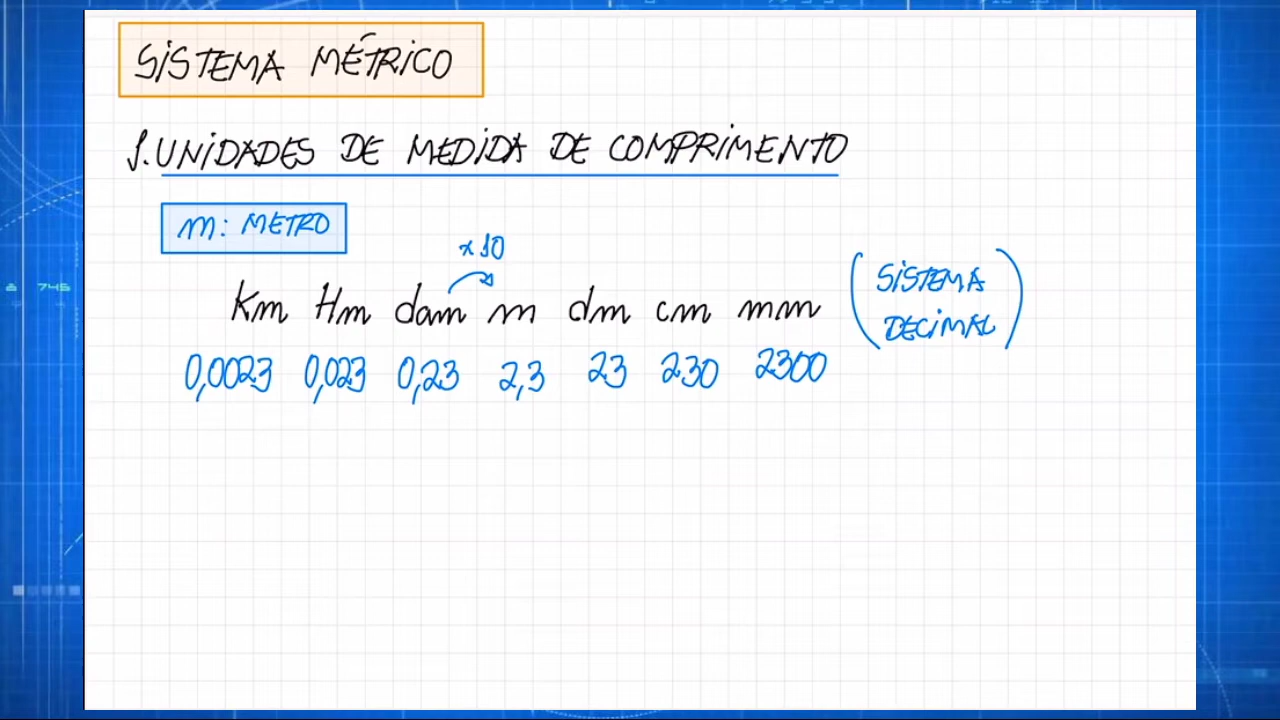 SISTEMA MÉTRICO
1. UNIDADES DE MEDIDA DE COMPRIMENTO
m: METRO
x10
Km Hm dam m dm cm mm (SISTEMA DECIMAL)
0,0023 0,023 0,23 2,3 23 230 2300
745